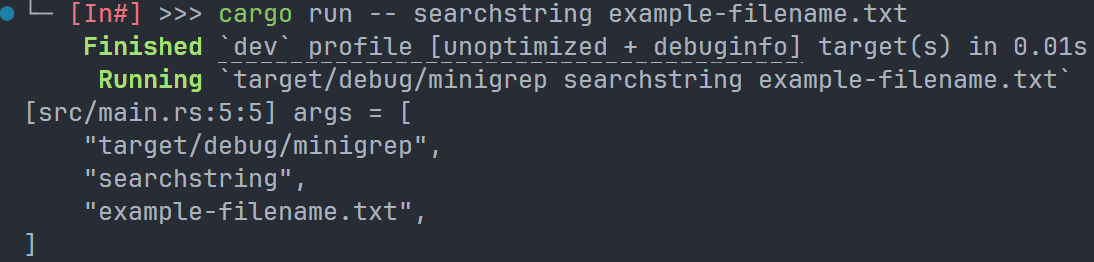 └─ [In#] >>> cargo run -- searchstring example-filename.txt
    Finished `dev` profile [unoptimized + debuginfo] target(s) in 0.01s
     Running `target/debug/minigrep searchstring example-filename.txt`
[src/main.rs:5:5] args = [
    "target/debug/minigrep",
    "searchstring",
    "example-filename.txt",
]